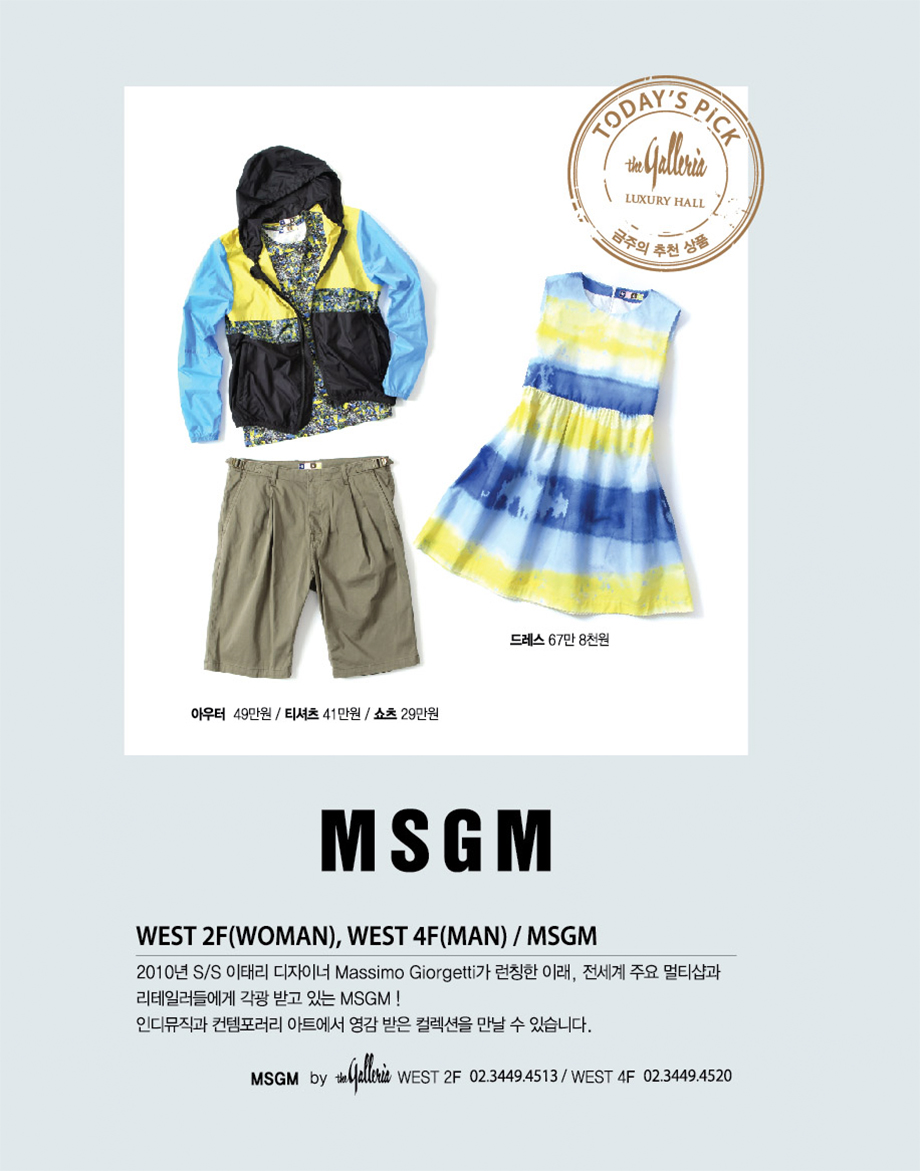 TODAY'S PiCK
the Galleria
LUXURY HALL
금주의 추천 상품
드레스 67만 8천원
아우터 49만원 / 티셔츠 41만원 / 쇼츠 29만원
MSGM
WEST 2F(WOMAN), WEST 4F(MAN) / MSGM
2010년 S/S 이태리 디자이너 Massimo Giorgetti가 런칭한 이래, 전세계 주요 멀티샵과
리테일러들에게 각광 받고 있는 MSGM !
인디뮤직과 컨템포러리 아트에서 영감 받은 컬렉션을 만날 수 있습니다.
MSGM by the Galleria WEST 2F 02.3449.4513 / WEST 4F 02.3449.4520